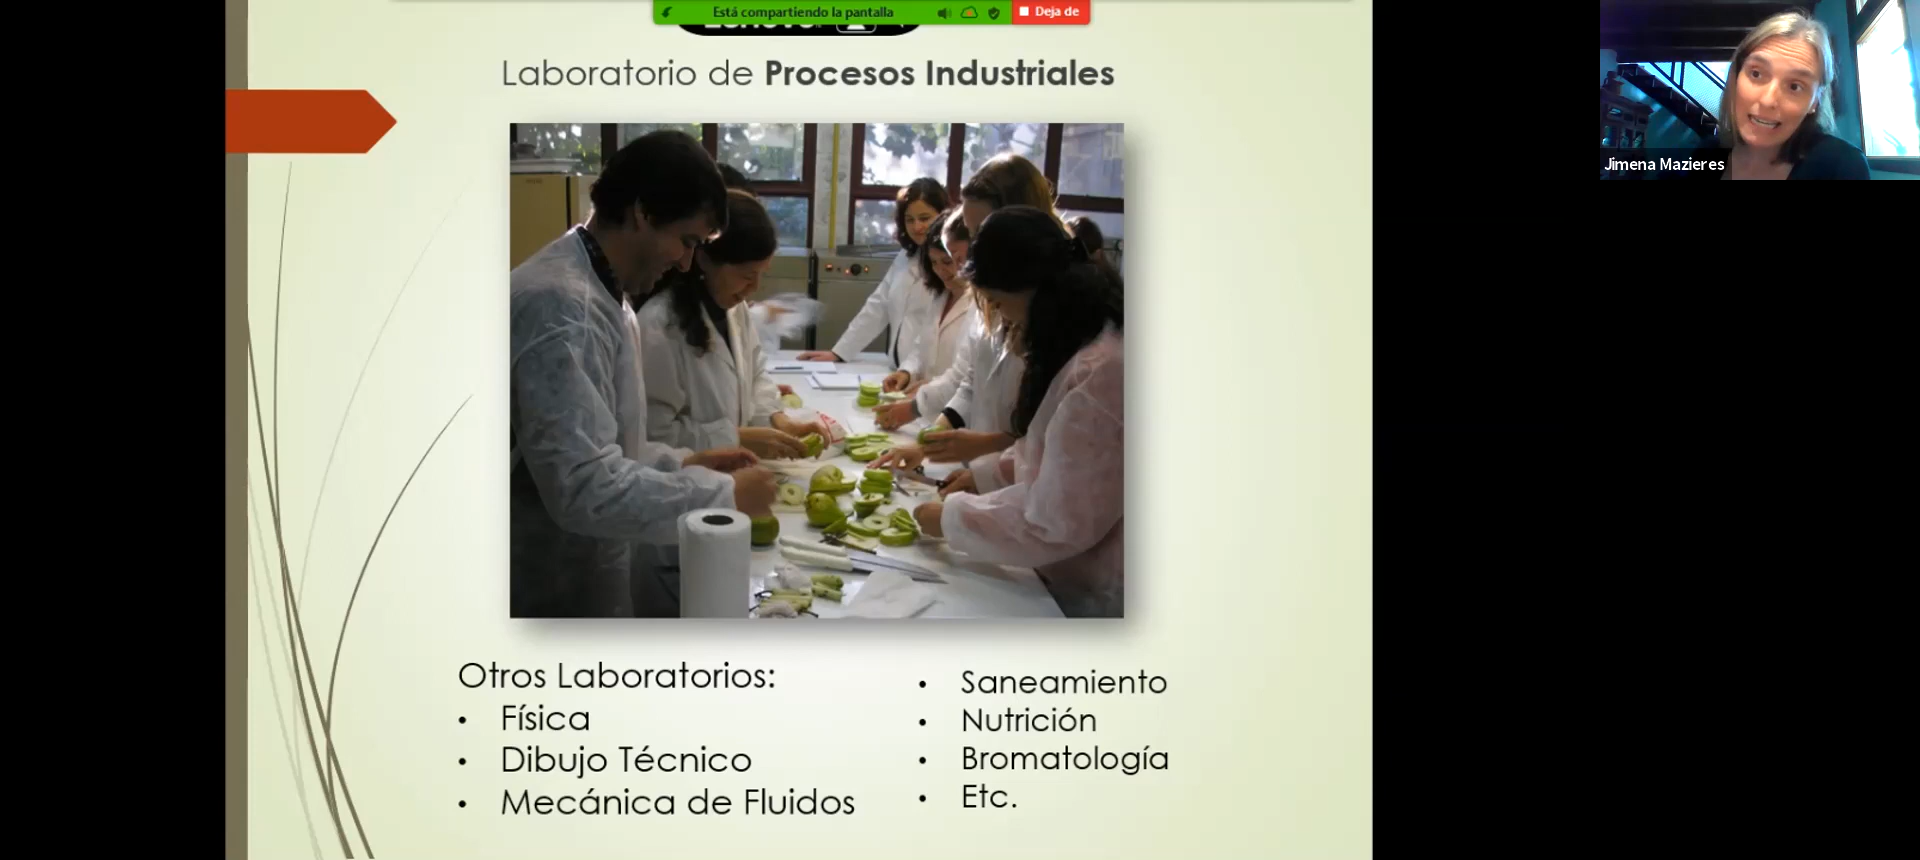 Está compartiendo la pantalla
Deja de
Laboratorio de Procesos Industriales
Jimena Mazieres
Otros Laboratorios:
• Física
• Dibujo Técnico
• Mecánica de Fluidos
• Saneamiento
• Nutrición
• Bromatología
• Etc.